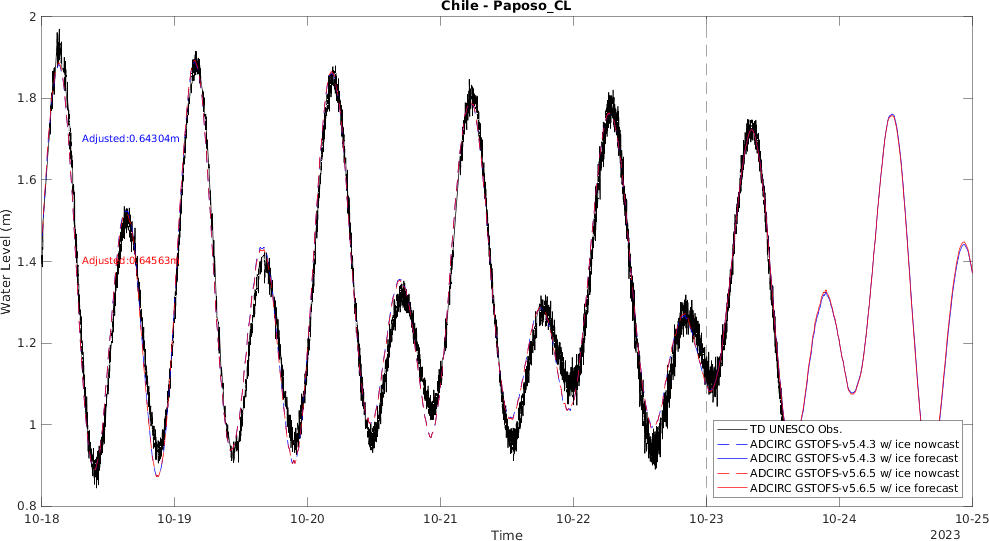 Chile - Paposo_CL
2
1.8
1.6
1.4
1.2
1
0.8
Water Level (m)
Adjusted:0.64304m
Adjusted:0.64563m
TD UNESCO Obs.
ADCIRC GSTOFS-v5.4.3 w/ ice nowcast
ADCIRC GSTOFS-v5.4.3 w/ ice forecast
ADCIRC GSTOFS-v5.6.5 w/ ice nowcast
ADCIRC GSTOFS-v5.6.5 w/ ice forecast
10-18 10-19 10-20 10-21 10-22 10-23 10-24 10-25
Time
2023